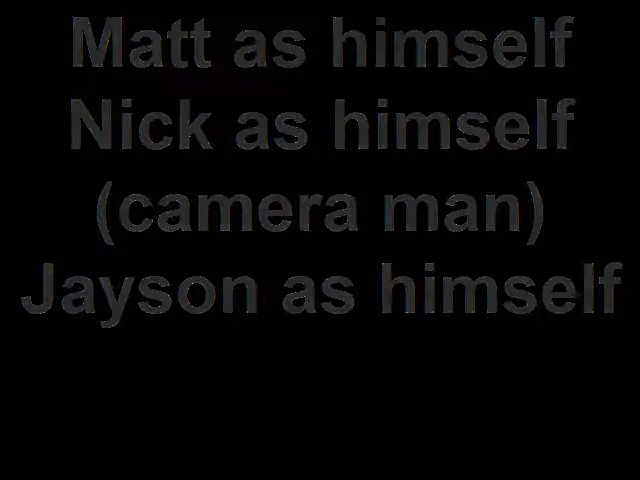 Matt as himself
Nick as himself
(camera man)
Jayson as himself